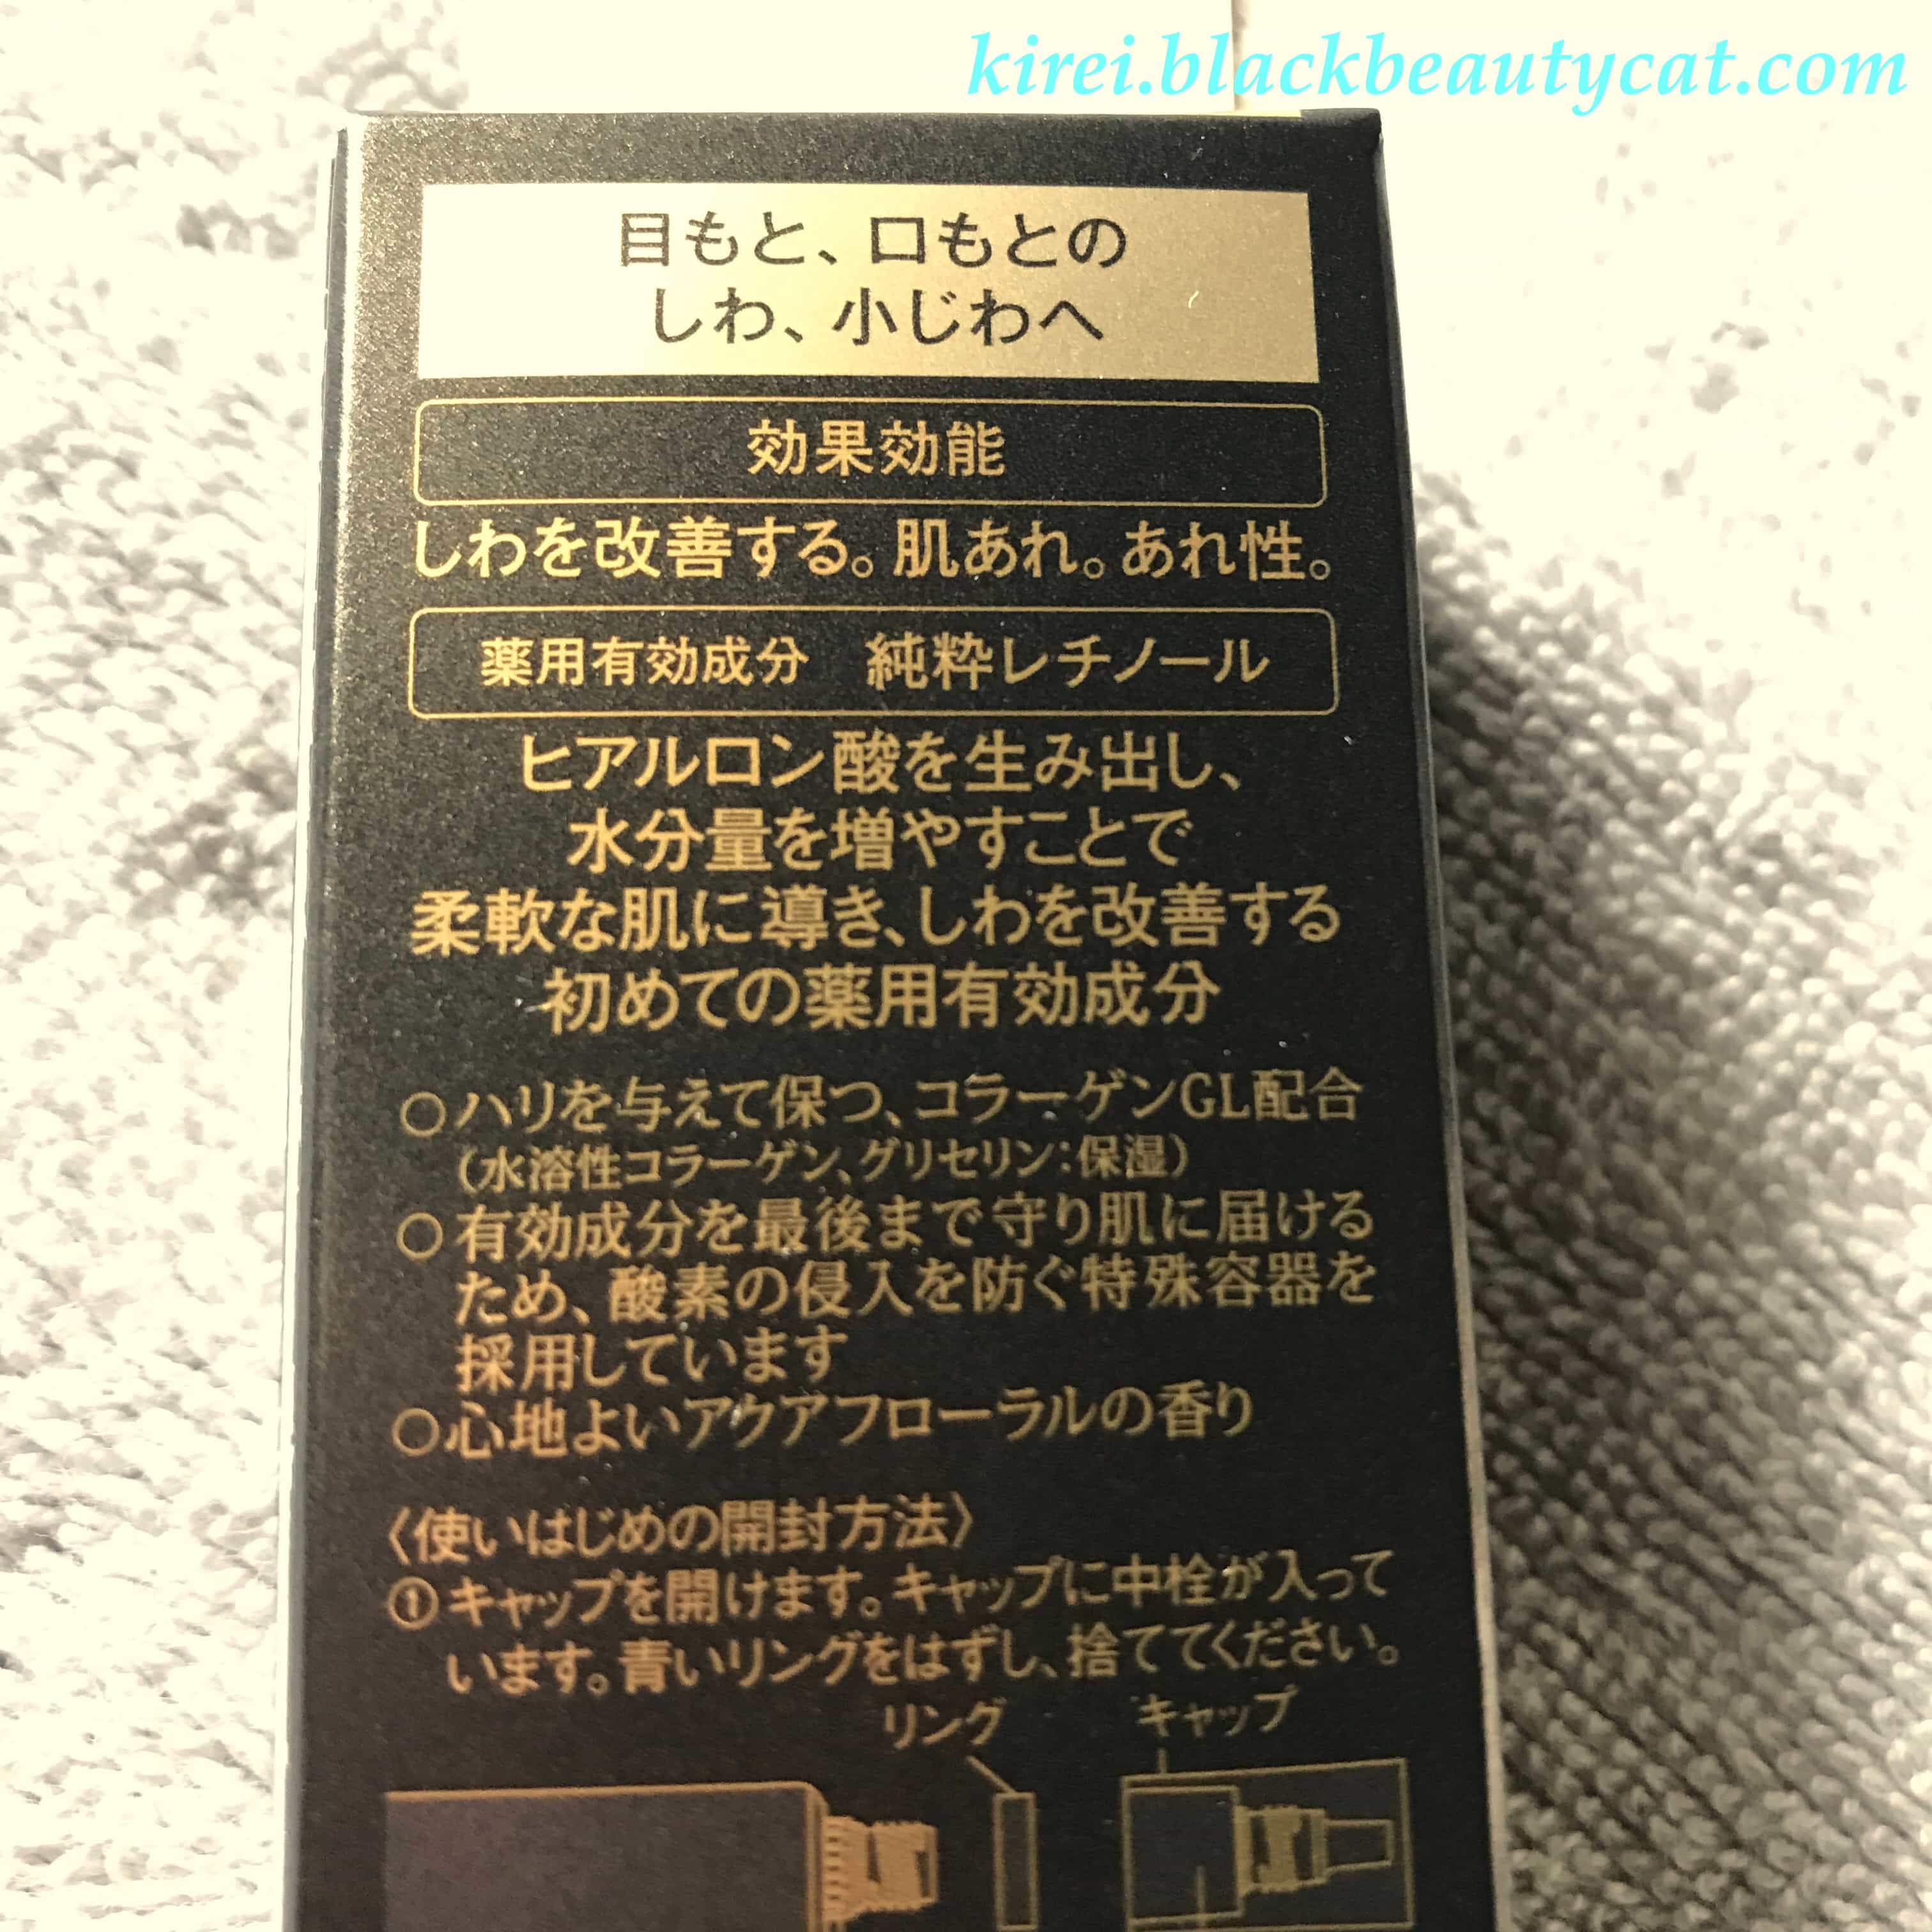 kirei.blackbeautycat.com
目もと、口もとの
しわ、小じわへ
効果効能
しわを改善する。肌あれ。あれ性。
薬用有効成分　純粋レチノール
ヒアルロン酸を生み出し、
水分量を増やすことで
柔軟な肌に導き、しわを改善する
初めての薬用有効成分
○ハリを与えて保つ、コラーゲンGL配合
（水溶性コラーゲン、グリセリン：保湿）
○有効成分を最後まで守り肌に届ける
ため、酸素の侵入を防ぐ特殊容器を
採用しています
○心地よいアクアフローラルの香り
〈使いはじめの開封方法〉
①キャップを開けます。キャップに中栓が入って
います。青いリングをはずし、捨ててください。
リング　キャップ